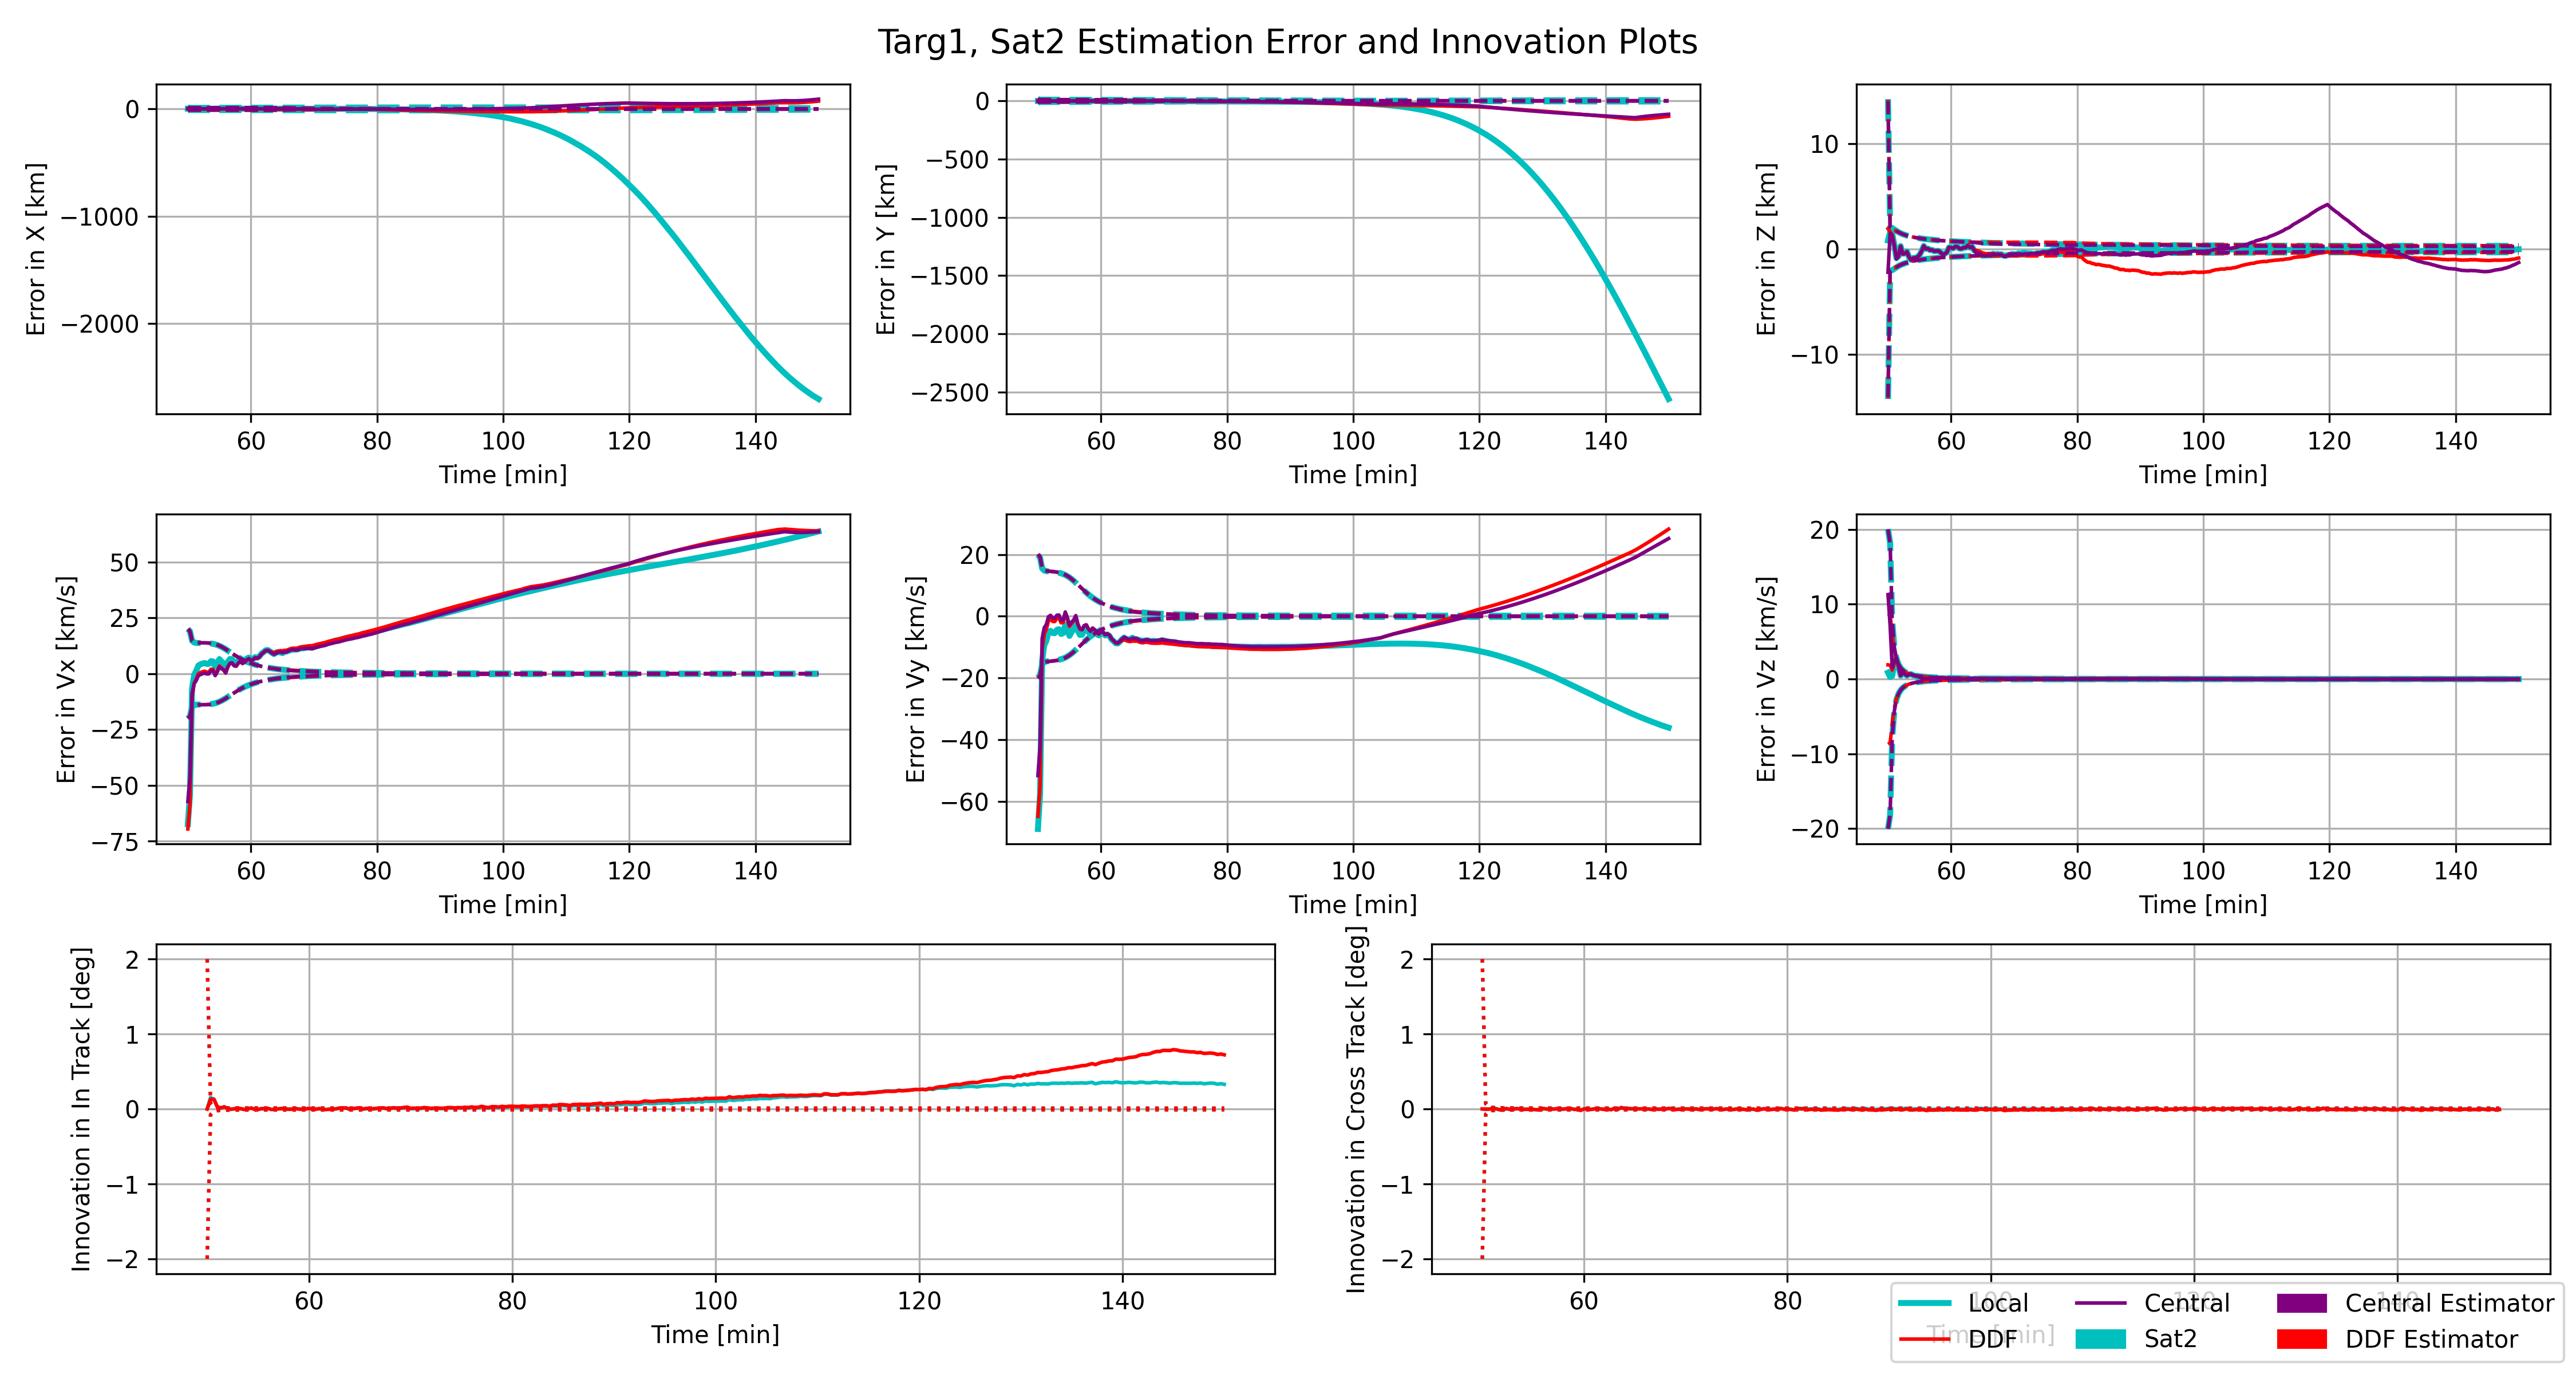 Targ1, Sat2 Estimation Error and Innovation Plots
Error in X [km]
0
−1000
−2000
60 80 100 120 140
Time [min]
Error in Y [km]
0
−500
−1000
−1500
−2000
−2500
60 80 100 120 140
Time [min]
Error in Z [km]
10
0
−10
60 80 100 120 140
Time [min]
Error in Vx [km/s]
50
25
0
−25
−50
−75
60 80 100 120 140
Time [min]
Error in Vy [km/s]
20
0
−20
−40
−60
60 80 100 120 140
Time [min]
Error in Vz [km/s]
20
10
0
−10
−20
60 80 100 120 140
Time [min]
Innovation in In Track [deg]
2
1
0
−1
−2
60 80 100 120 140
Time [min]
Innovation in Cross Track [deg]
2
1
0
−1
−2
60 80 100 120 140
Time [min]
Local Central Central Estimator
DDF Sat2 DDF Estimator